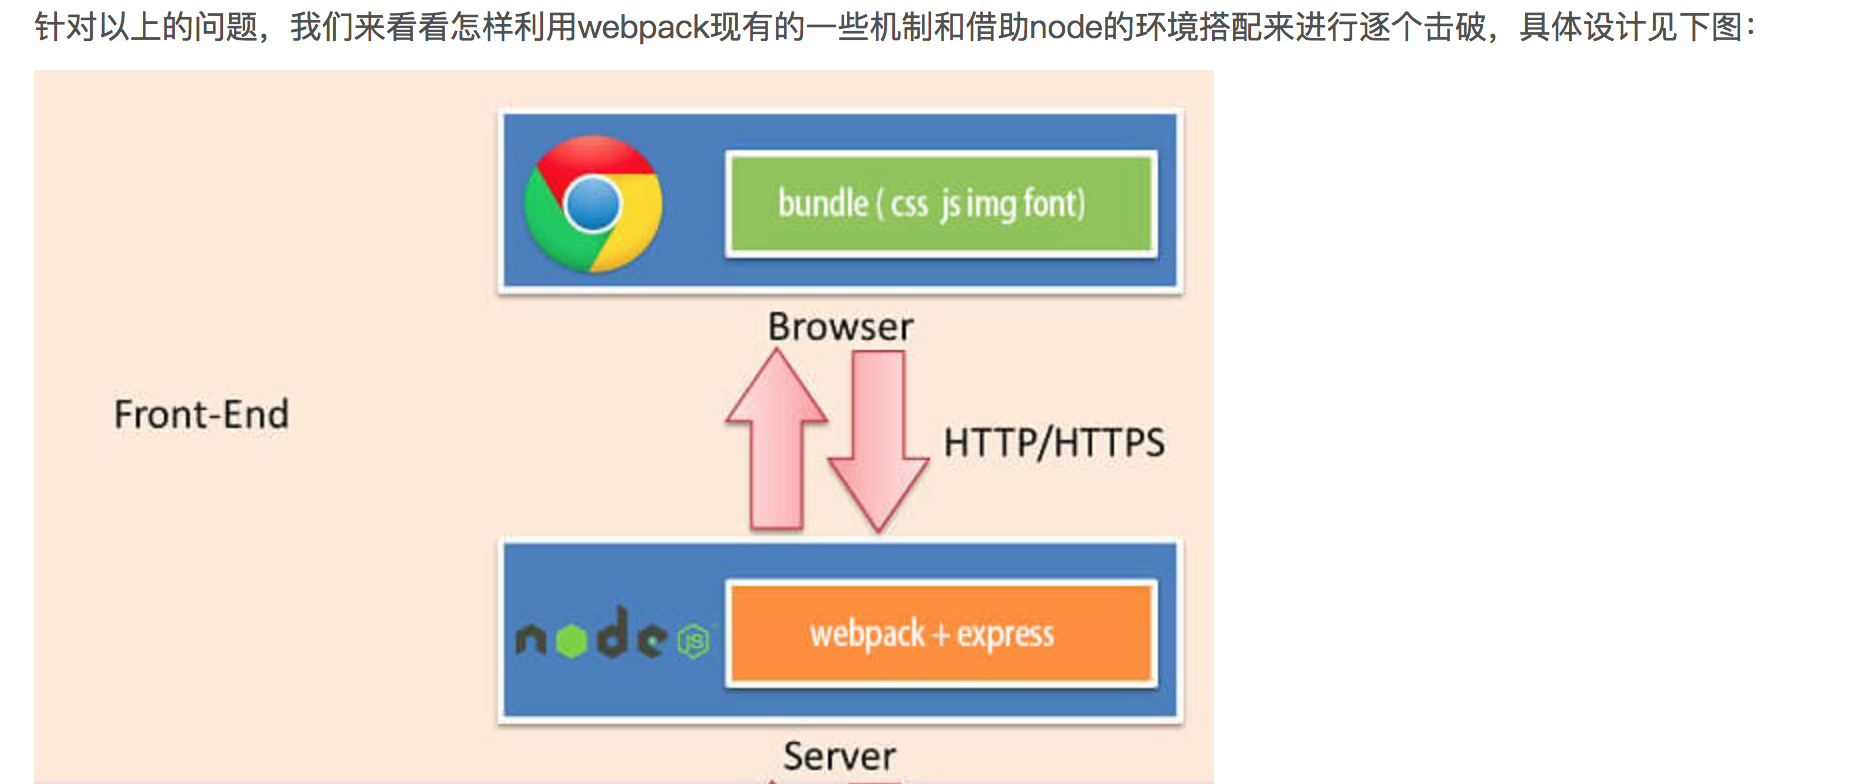 针对以上的问题，我们来看看怎样利用webpack现有的一些机制和借助node的环境搭配来进行逐个击破，具体设计见下图：
bundle ( css js img font)
Browser
Front-End
HTTP/HTTPS
node JS
webpack + express
Server